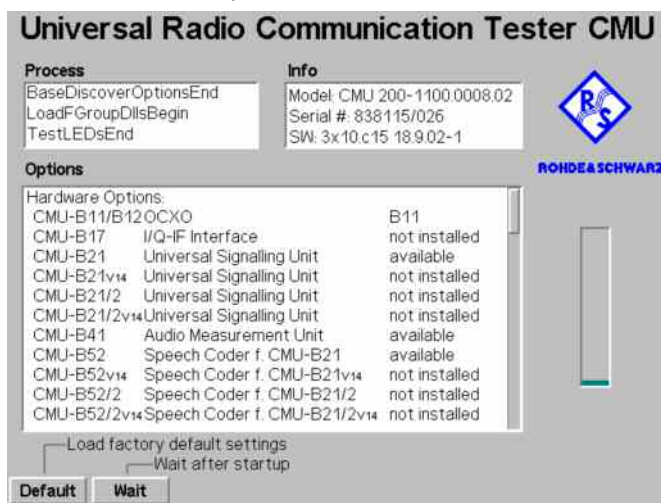 Universal Radio Communication Tester CMU
Process
Info
BaseDiscoverOptionsEnd
LoadFGroupDllsBegin
TestLEDsEnd
Model: CMU 200-1100.0008.02
Serial #: 838115/026
SW: 3x10.c15 18.9.02-1
R
S
ROHDE&SCHWARZ
Options
Hardware Options:
CMU-B11/B12 OCXO B11
CMU-B17 I/Q-IF Interface not installed
CMU-B21 Universal Signalling Unit available
CMU-B21v14 Universal Signalling Unit not installed
CMU-B21/2 Universal Signalling Unit not installed
CMU-B21/2v14 Universal Signalling Unit not installed
CMU-B41 Audio Measurement Unit available
CMU-B52 Speech Coder f. CMU-B21 available
CMU-B52v14 Speech Coder f. CMU-B21v14 not installed
CMU-B52/2 Speech Coder f. CMU-B21/2 not installed
CMU-B52/2v14 Speech Coder f. CMU-B21/2v14 not installed
Load factory default settings
Wait after startup
Default Wait